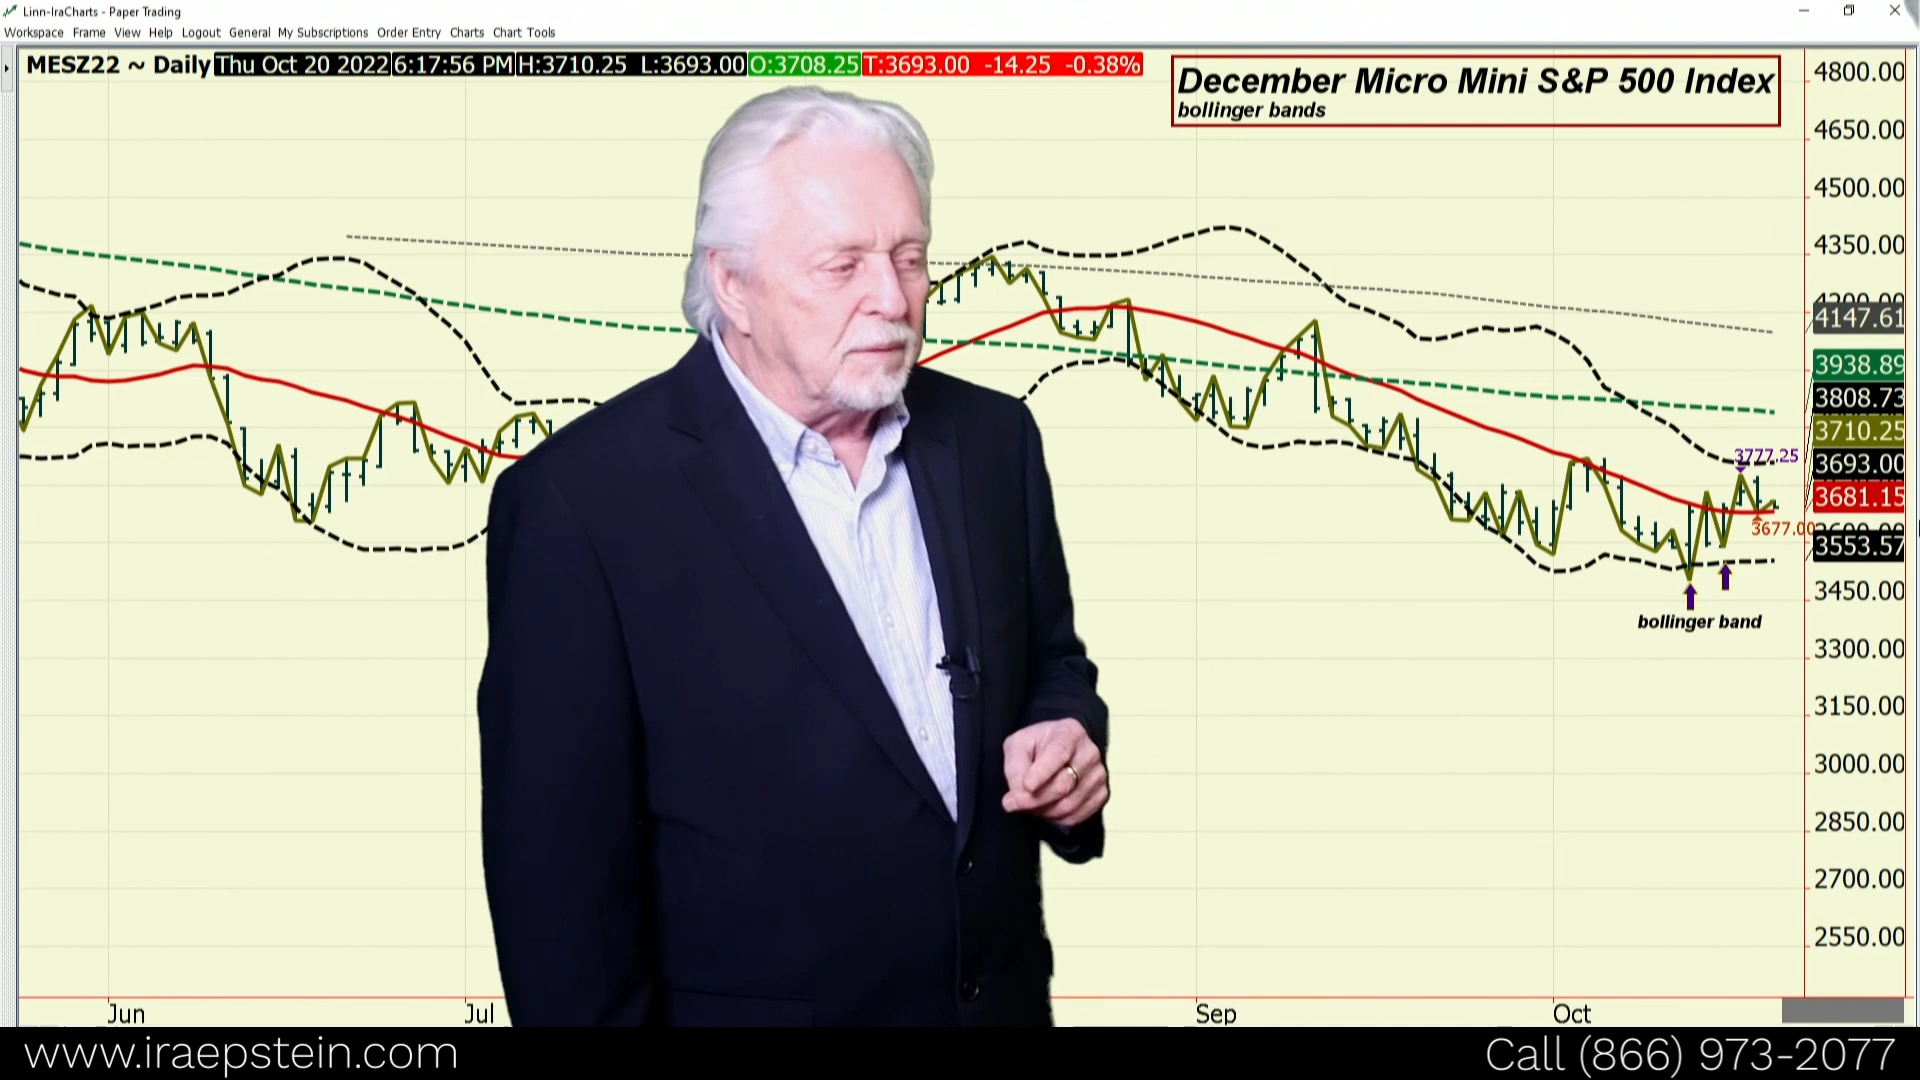 Linn-IraCharts - Paper Trading
Workspace Frame View Help Logout General My Subscriptions Order Entry Charts Chart Tools
MESZ22 ~ Daily Thu Oct 20 2022 6:17:56 PM H:3710.25 L:3693.00 O:3708.25 T:3693.00 -14.25 -0.38%
December Micro Mini S&P 500 Index
bollinger bands
4800.00
4650.00
4500.00
4350.00
4200.00
4147.61
3938.89
3808.73
3710.25
3777.25
3693.00
3681.15
3677.00
3600.00
3553.57
3450.00
bollinger band
3300.00
3150.00
3000.00
2850.00
2700.00
2550.00
Jun Jul Sep Oct
www.iraepstein.com
Call (866) 973-2077